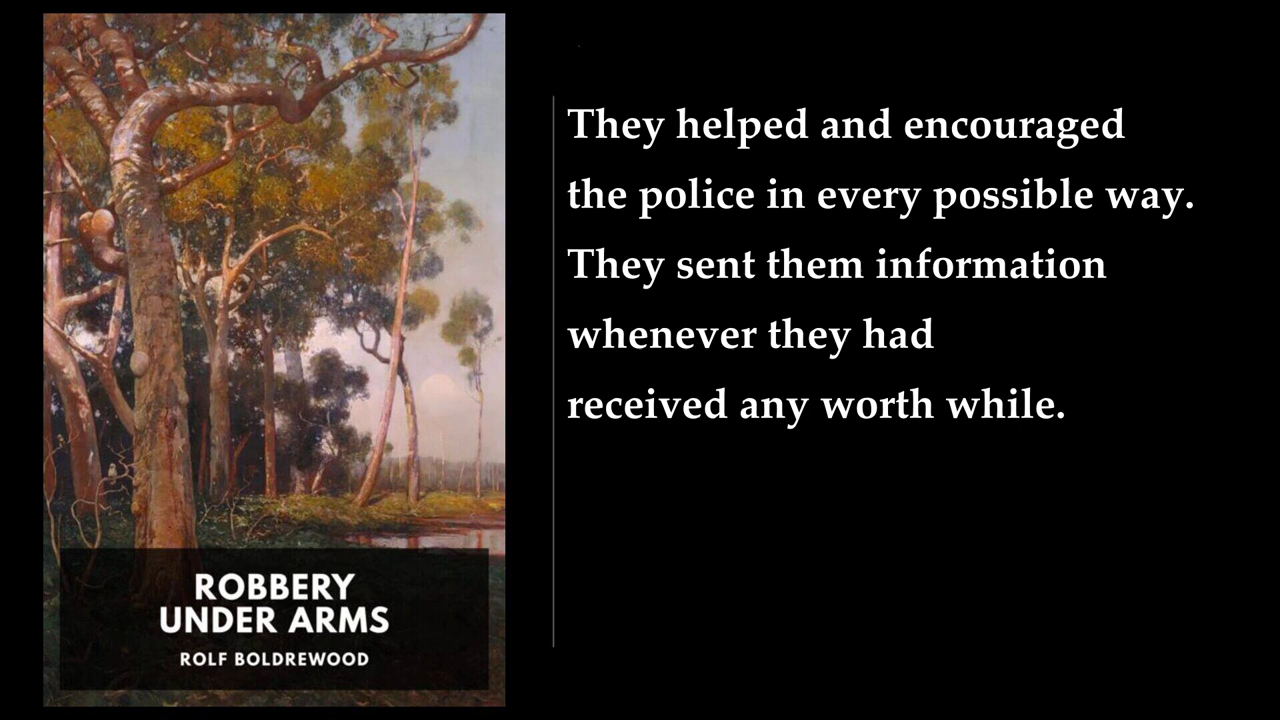 They helped and encouraged
the police in every possible way.
They sent them information
whenever they had
received any worth while.
ROBBERY
UNDER ARMS
ROLF BOLDREWOOD